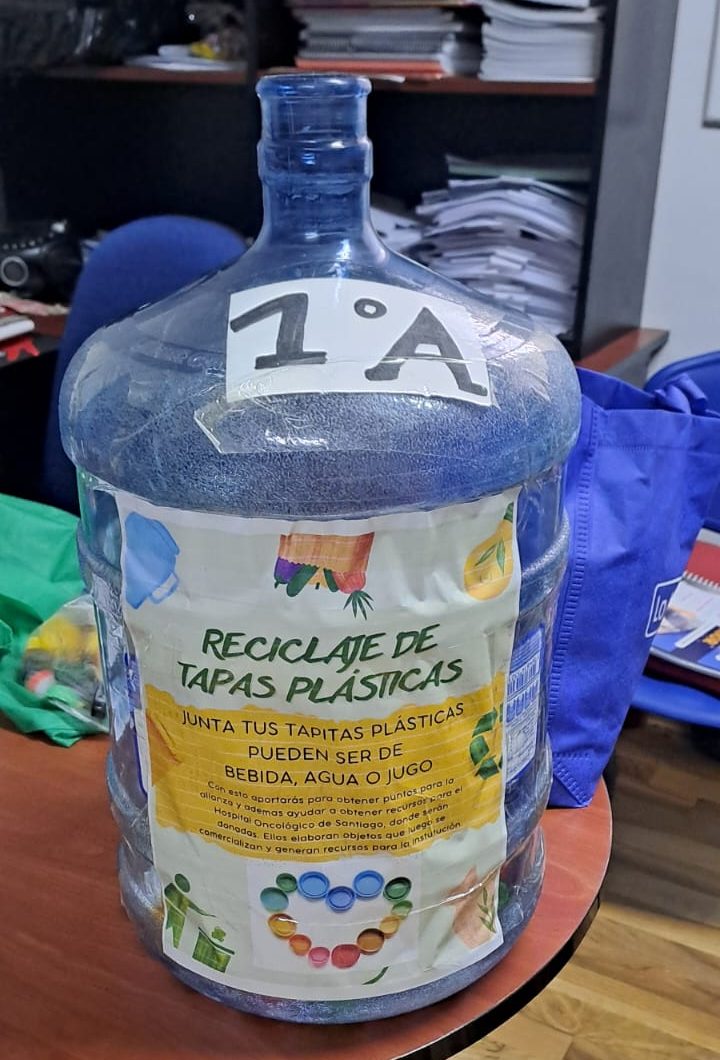 1°A
RECICLAJE DE
TAPAS PLÁSTICAS
JUNTA TUS TAPITAS PLÁSTICAS
PUEDEN SER DE
BEBIDA, AGUA O JUGO
Con esto aportarás para obtener puntos para la
alianza y ademas ayudar a obtener recursos para el
Hospital Oncológico de Santiago, donde serán
donadas. Ellos elaboran objetos que luego se
comercializan y generan recursos para la institución
Lo